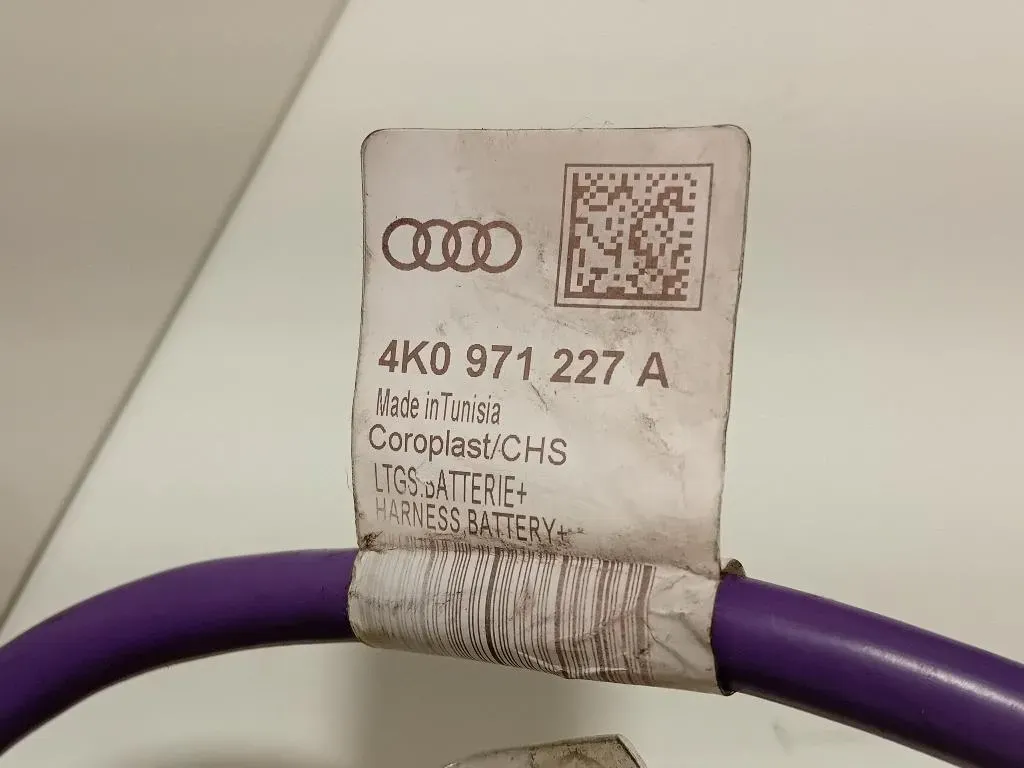 4K0 971 227 A
Made in Tunisia
Coroplast/CHS
LTGS.BATTERIE+
HARNESS,BATTERY+